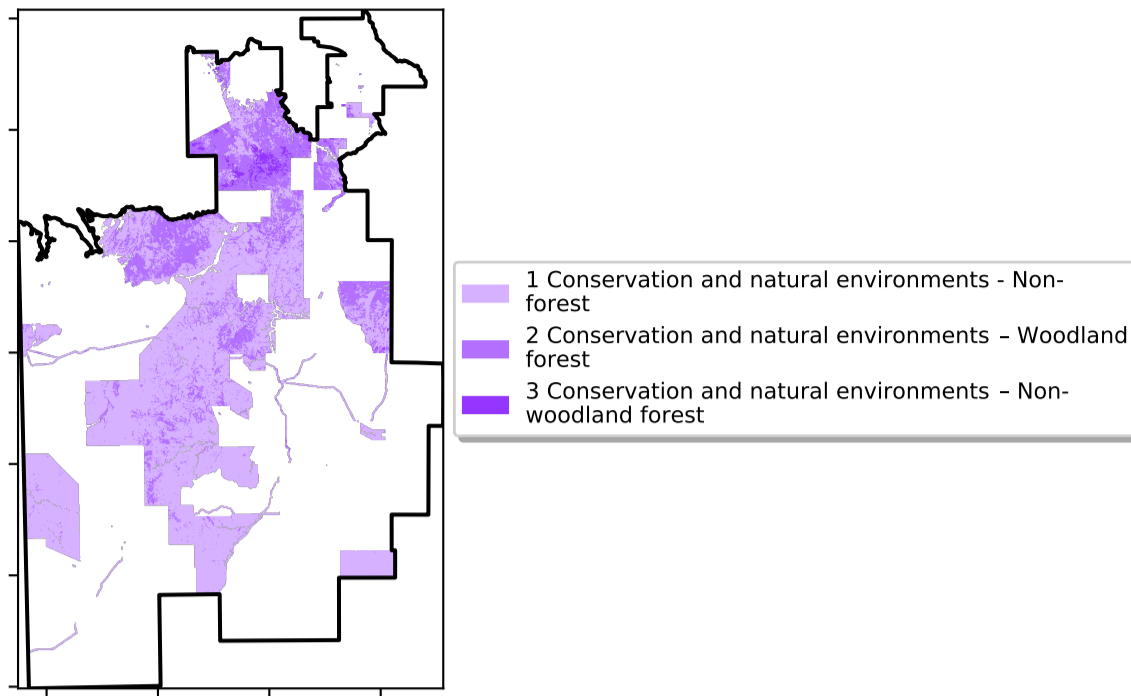 1 Conservation and natural environments - Non-
forest
2 Conservation and natural environments – Woodland
forest
3 Conservation and natural environments – Non-
woodland forest